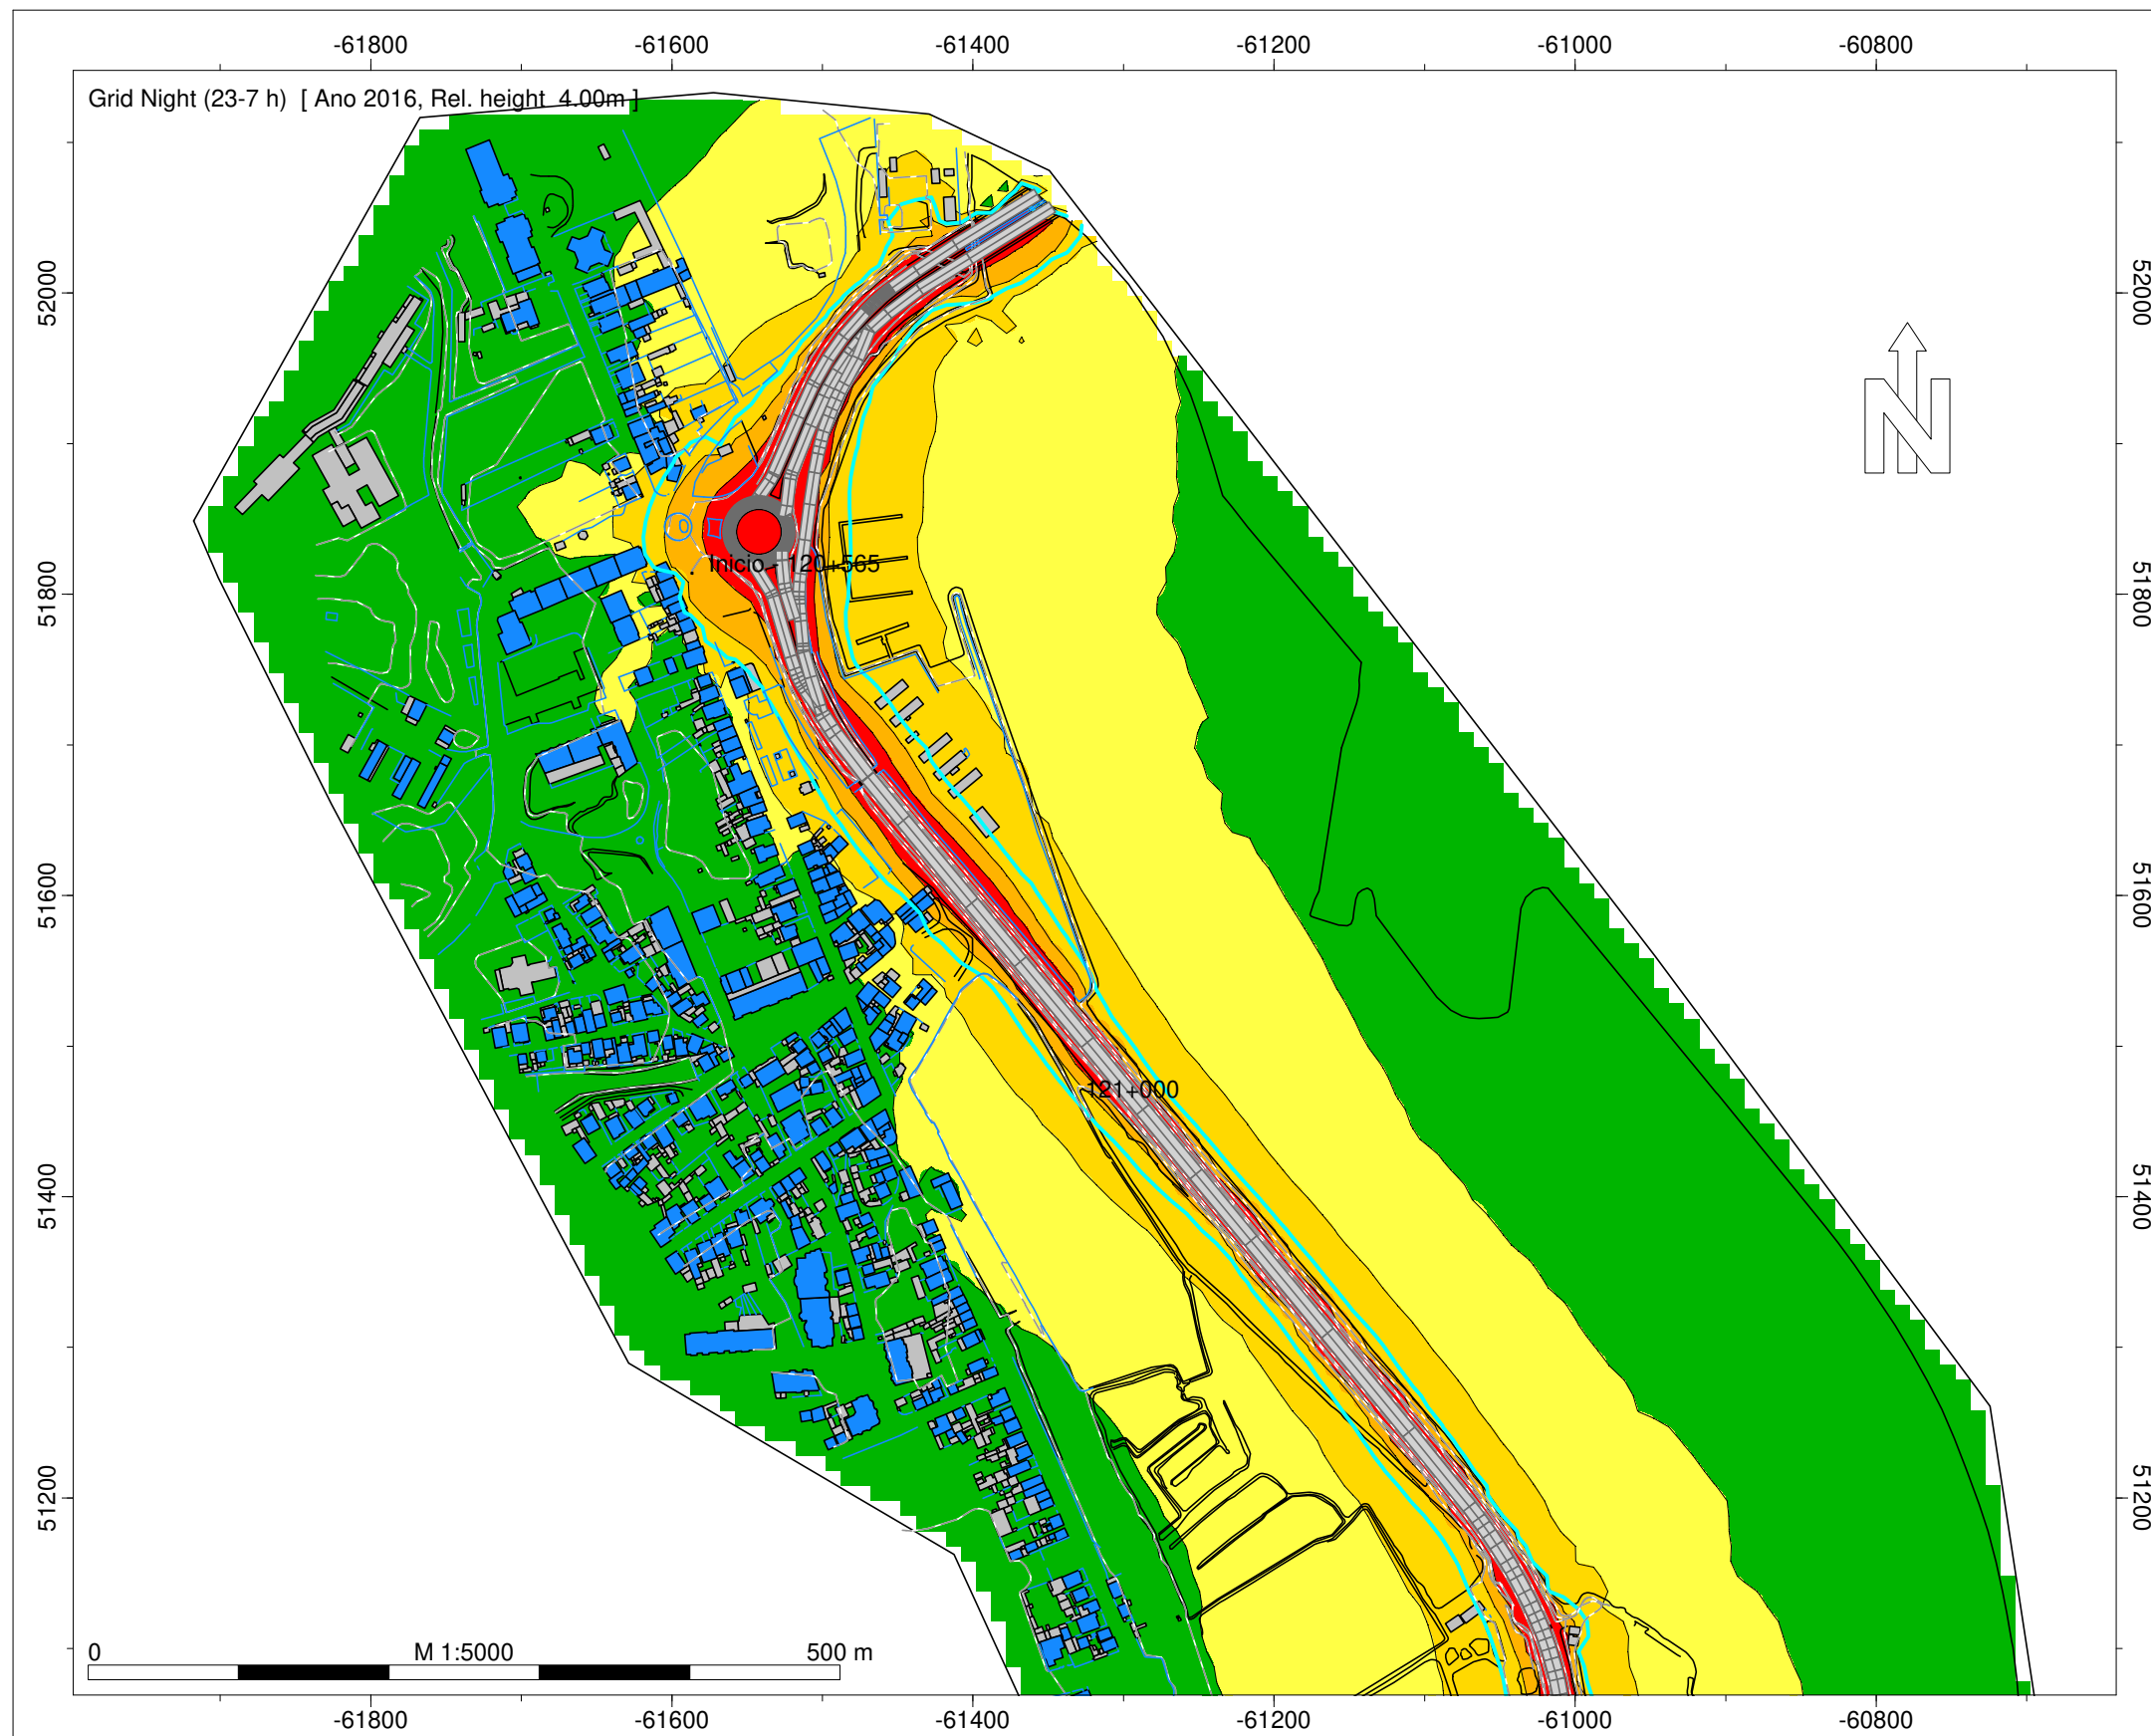 -61800 -61600 -61400 -61200 -61000 -60800
Grid Night (23-7 h) [ Ano 2016, Rel. height 4.00m ]
52000 52000
N
Inicio - 120+565
51800 51800
51600 51600
121+000
51400 51400
51200 51200
0 M 1:5000 500 m
-61800 -61600 -61400 -61200 -61000 -60800